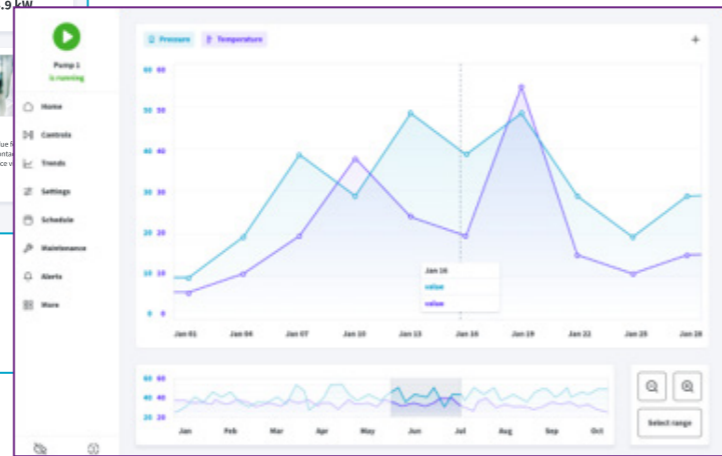 .9 kW
Pump 1
is running
Home
Controls
Trends
Settings
Schedule
Maintenance
Alerts
More
Pressure Temperature
60 60
50 50
40 40
30 30
20 20
10 10
0 0
Jan 16
value
value
Jan 01 Jan 04 Jan 07 Jan 10 Jan 13 Jan 16 Jan 19 Jan 22 Jan 25 Jan 28
60 60
40 40
20 20
Jan Feb Mar Apr May Jun Jul Aug Sep Oct
Select range